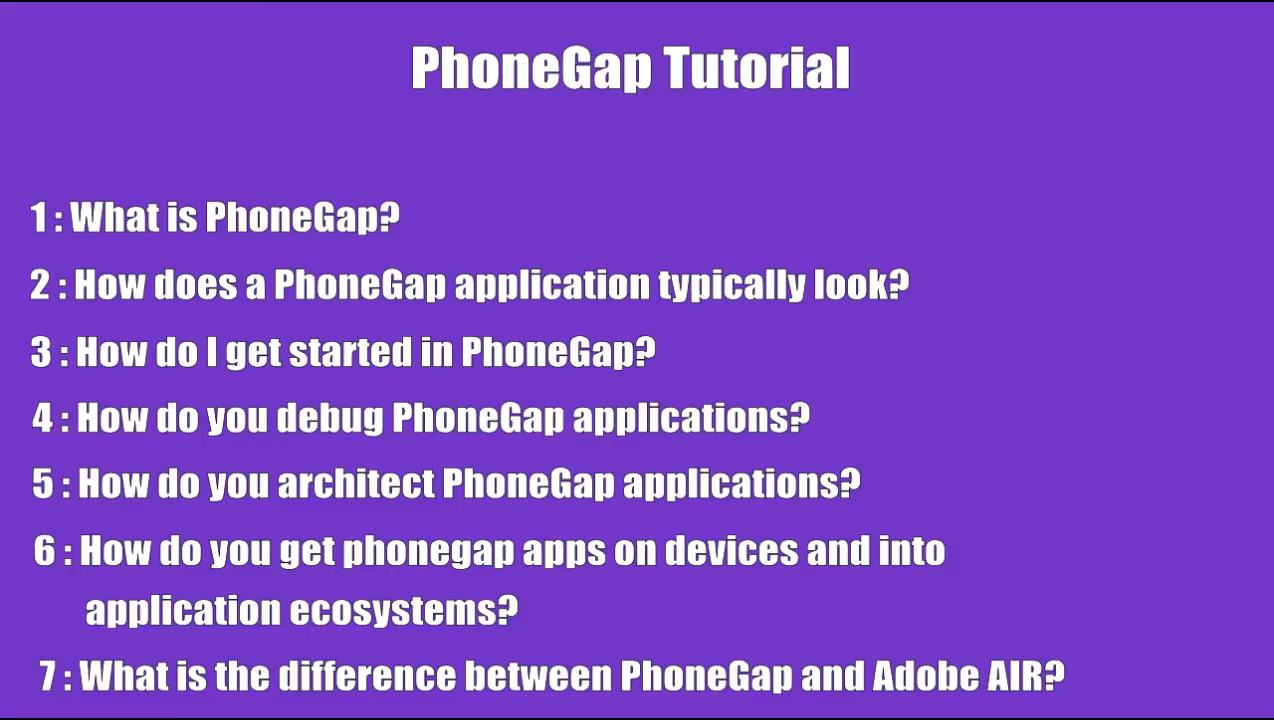 PhoneGap Tutorial
1 : What is PhoneGap?
2 : How does a PhoneGap application typically look?
3 : How do I get started in PhoneGap?
4 : How do you debug PhoneGap applications?
5 : How do you architect PhoneGap applications?
6 : How do you get phonegap apps on devices and into
application ecosystems?
7 : What is the difference between PhoneGap and Adobe AIR?